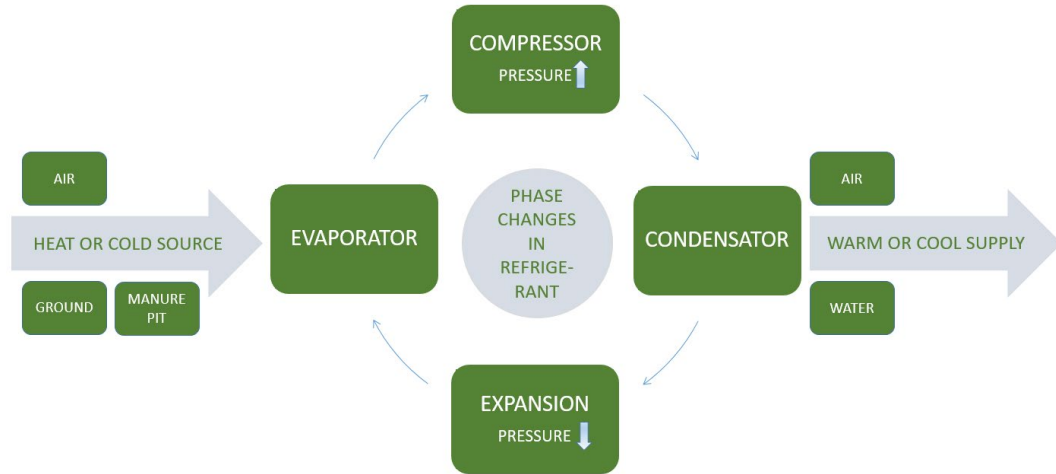 COMPRESSOR
PRESSURE
AIR
HEAT OR COLD SOURCE
GROUND
MANURE
PIT
EVAPORATOR
PHASE
CHANGES
IN
REFRIGE-
RANT
CONDENSATOR
AIR
WARM OR COOL SUPPLY
WATER
EXPANSION
PRESSURE